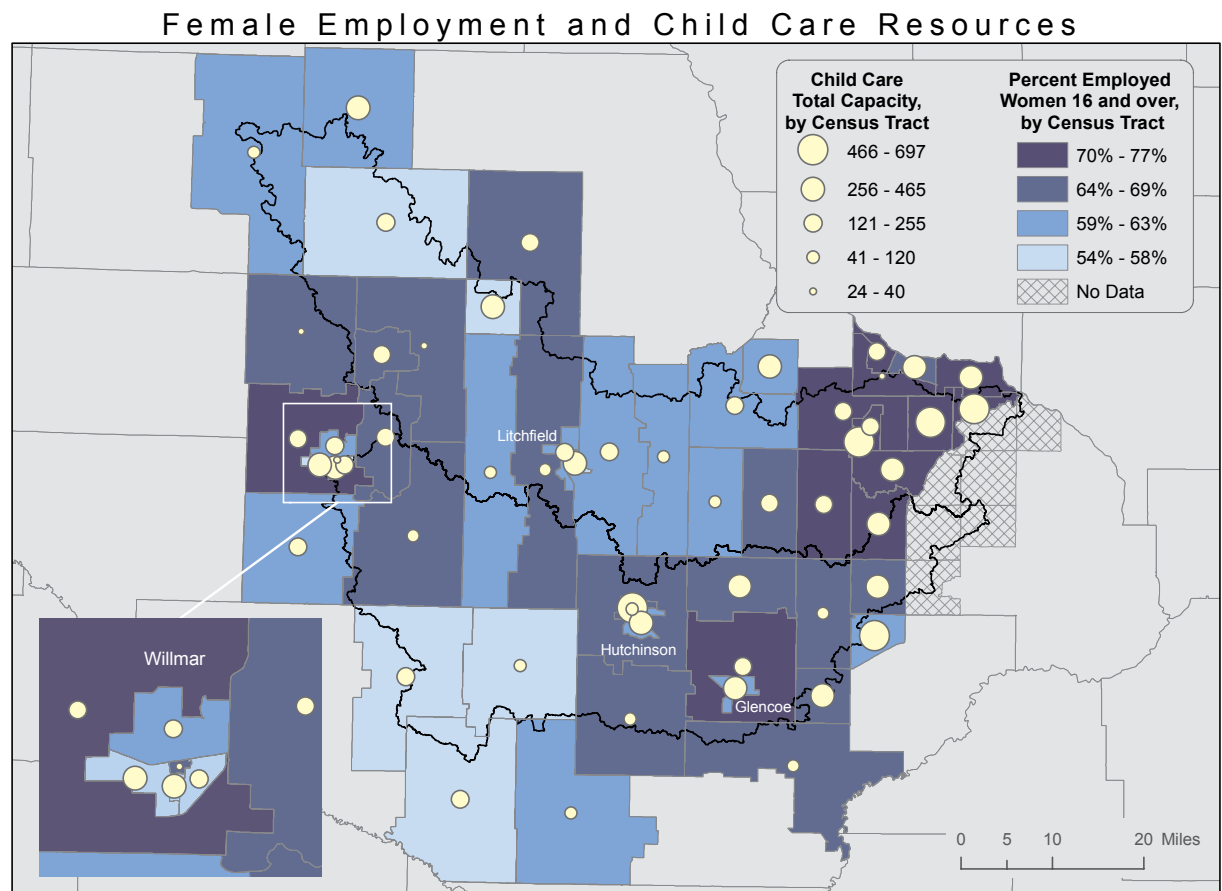 Female Employment and Child Care Resources
Child Care
Total Capacity,
by Census Tract
466 - 697
256 - 465
121 - 255
41 - 120
24 - 40
Percent Employed
Women 16 and over,
by Census Tract
70% - 77%
64% - 69%
59% - 63%
54% - 58%
No Data
Litchfield
Hutchinson
Glencoe
Willmar
0 5 10 20 Miles